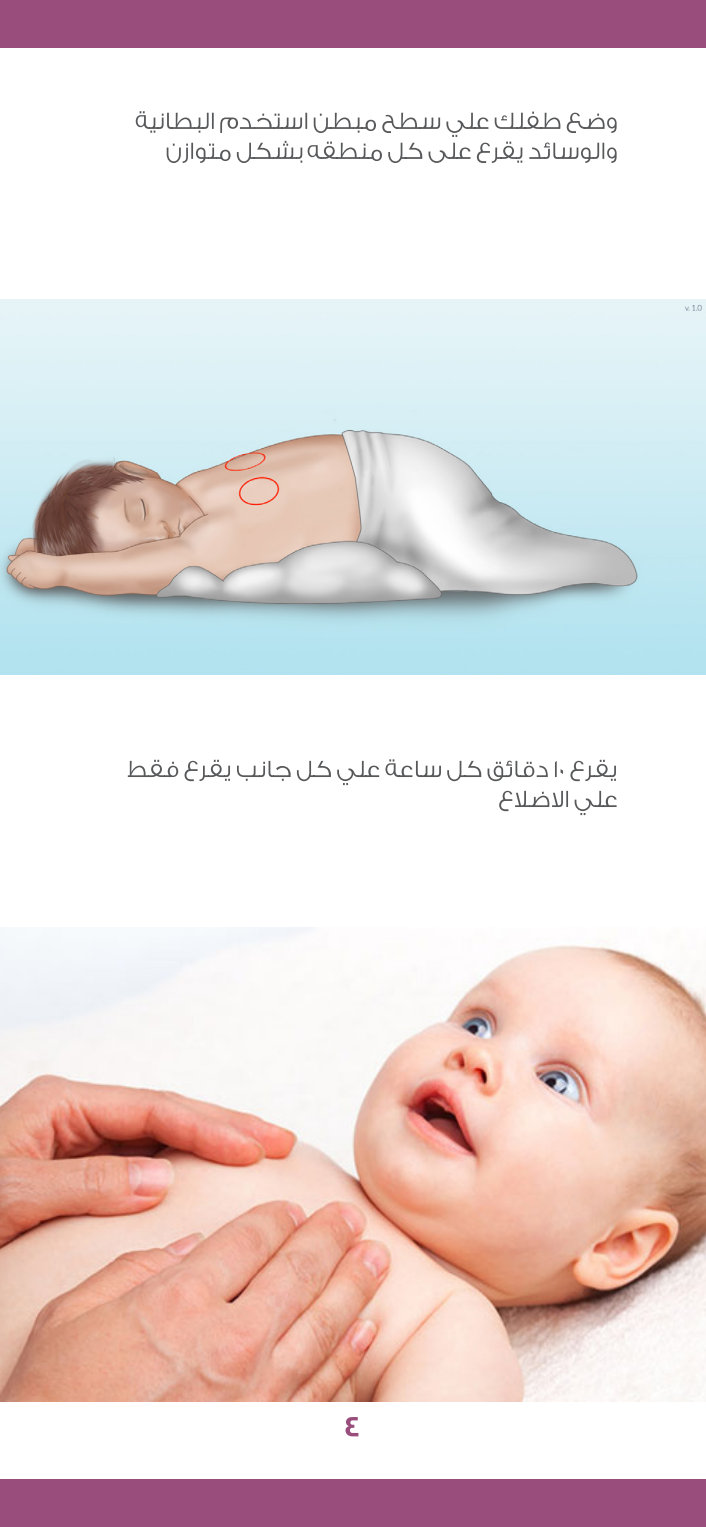 وضع طفلك علي سطح مبطن استخدم البطانية
والوسائد يقرع على كل منطقه بشكل متوازن
v. 1.0
يقرع ١٠ دقائق كل ساعة علي كل جانب يقرع فقط
علي الاضلاع
٤